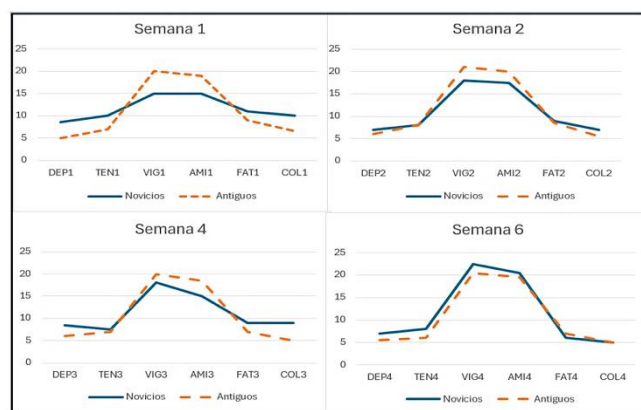 Semana 1
25
20
15
10
5
0
DEP1 TEN1 VIG1 AMI1 FAT1 COL1
Novicios Antiguos
Semana 2
25
20
15
10
5
0
DEP2 TEN2 VIG2 AMI2 FAT2 COL2
Novicios Antiguos
Semana 4
25
20
15
10
5
0
DEP3 TEN3 VIG3 AMI3 FAT3 COL3
Novicios Antiguos
Semana 6
25
20
15
10
5
0
DEP4 TEN4 VIG4 AMI4 FAT4 COL4
Novicios Antiguos